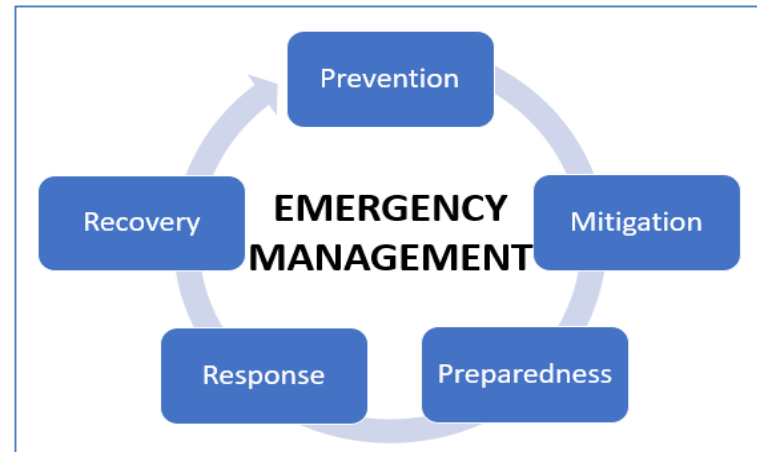 Prevention
Recovery
EMERGENCY
MANAGEMENT
Mitigation
Response
Preparedness